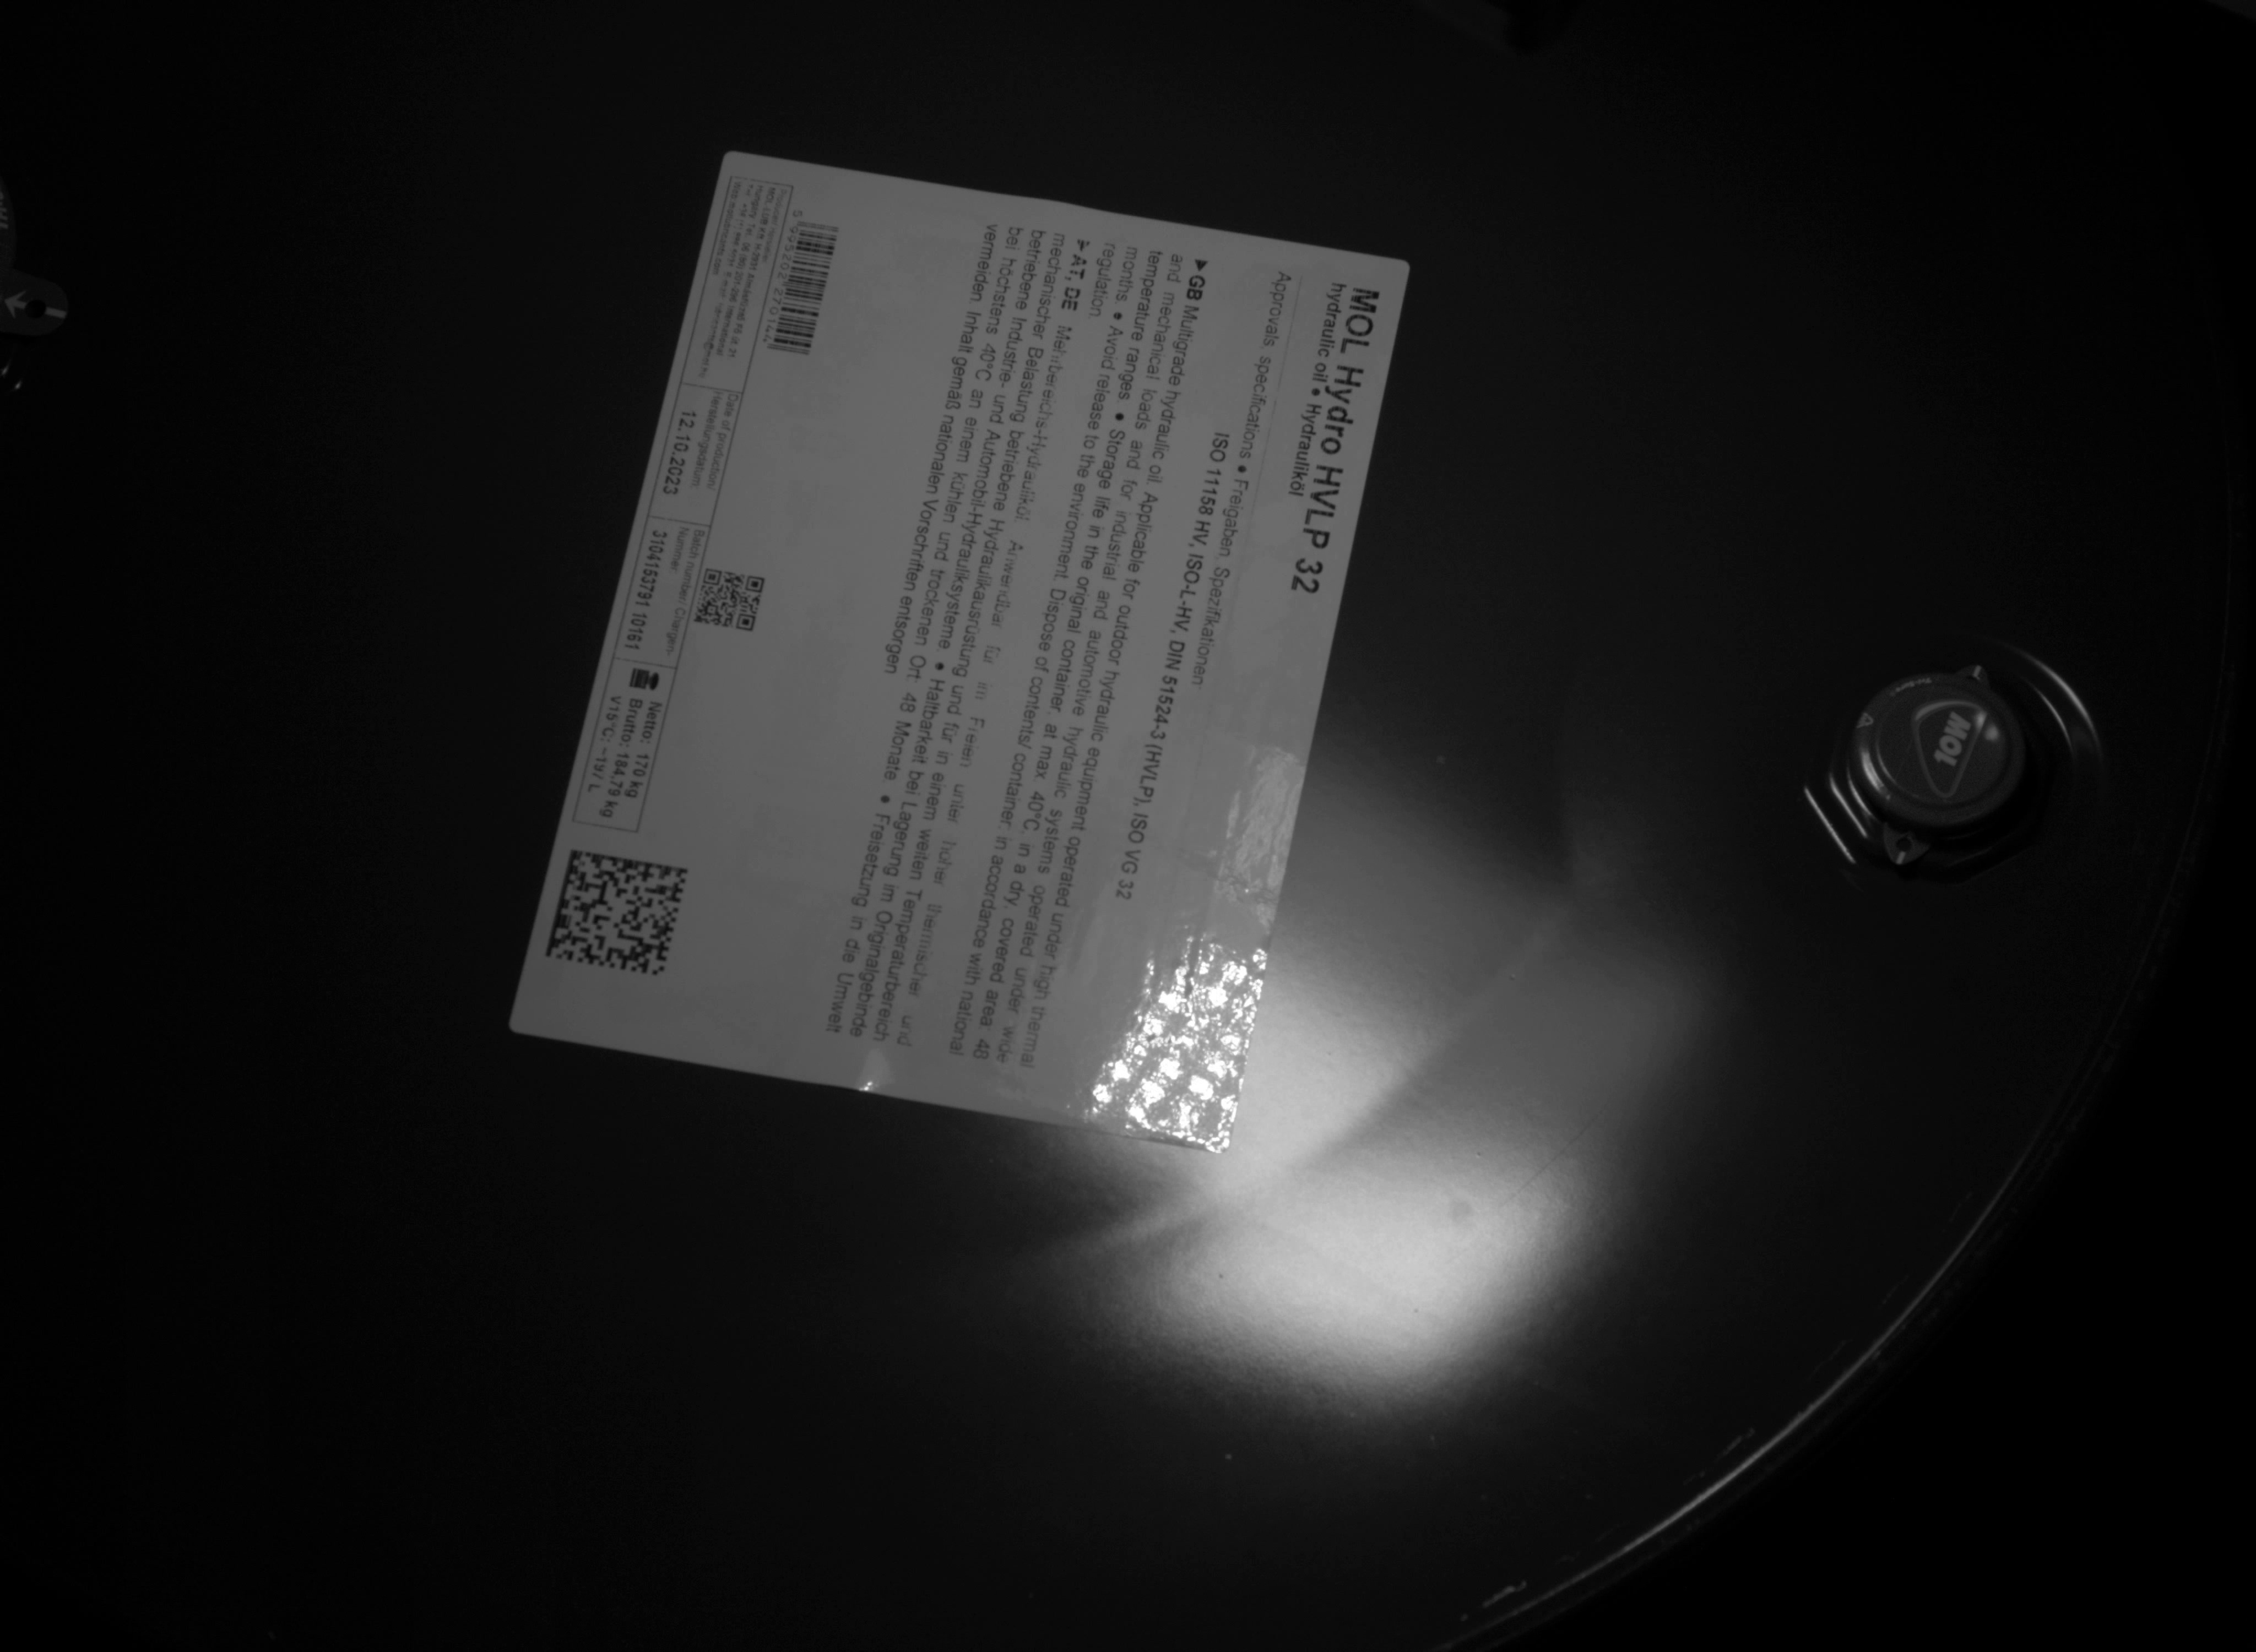 MOL Hydro HVLP 32
hydraulic oil • Hydrauliköl
Approvals, specifications • Freigaben, Spezifikationen
ISO 11158 HV, ISO-L-HV, DIN 51524-3 (HVLP), ISO VG 32
▶GB Multigrade hydraulic oil. Applicable for outdoor hydraulic equipment operated under high thermal
and mechanical loads and for industrial and automotive hydraulic systems operated under wide
temperature ranges. • Storage life in the original container, at max. 40°C, in a dry, covered area: 48
months. • Avoid release to the environment. Dispose of contents/ container: in accordance with national
regulation.
➢AT, DE Mehrbereichs-Hydrauliköl. Anwendbar für im Freien unter hoher thermischer und
mechanischer Belastung betriebene Hydraulikausrüstung und für in einem weiten Temperaturbereich
betriebene Industrie- und Automobil-Hydrauliksysteme. • Haltbarkeit bei Lagerung im Originalgebinde
bei höchstens 40°C an einem kühlen und trockenen Ort: 48 Monate. • Freisetzung in die Umwelt
vermeiden. Inhalt gemäß nationalen Vorschriften entsorgen.
Date of production/
Herstellungsdatum:
12.10.2023
Batch number/ Chargen-
Nummer:
310415379110161
Netto: 170 kg
Brutto: 184,79 kg
V15°C: ~197 L
MOL